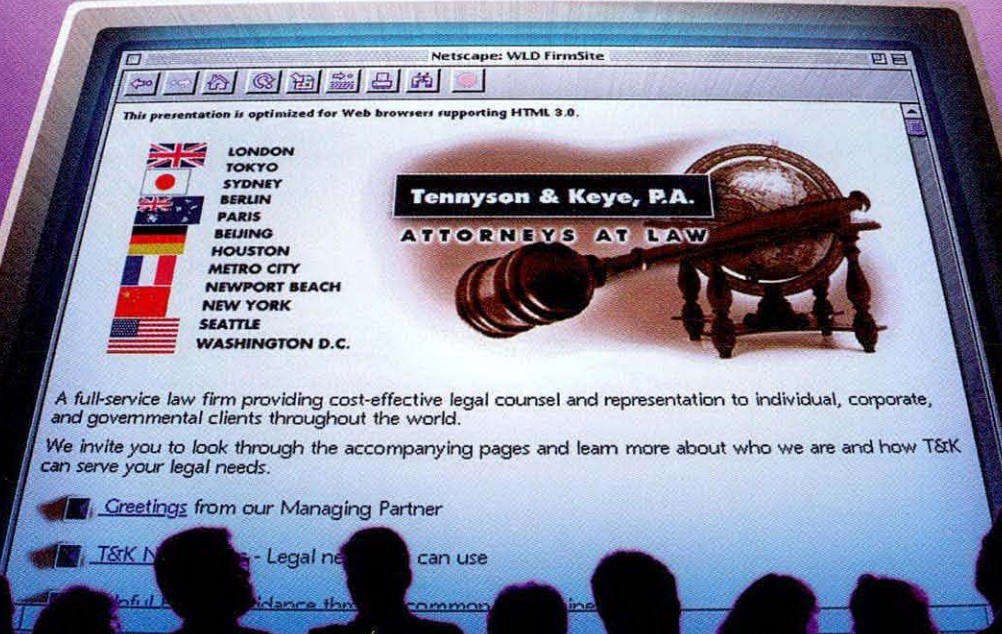 Netscape: WLD FirmSite
This presentation is optimized for Web browsers supporting HTML 3.0.
LONDON
TOKYO
SYDNEY
BERLIN
PARIS
BEIJING
HOUSTON
METRO CITY
NEWPORT BEACH
NEW YORK
SEATTLE
WASHINGTON D.C.
Tennyson & Keye, P.A.
ATTORNEYS AT LAW
A full-service law firm providing cost-effective legal counsel and representation to individual, corporate,
and governmental clients throughout the world.
We invite you to look through the accompanying pages and learn more about who we are and how T&K
can serve your legal needs.
Greetings from our Managing Partner
T&K - Legal can use
common